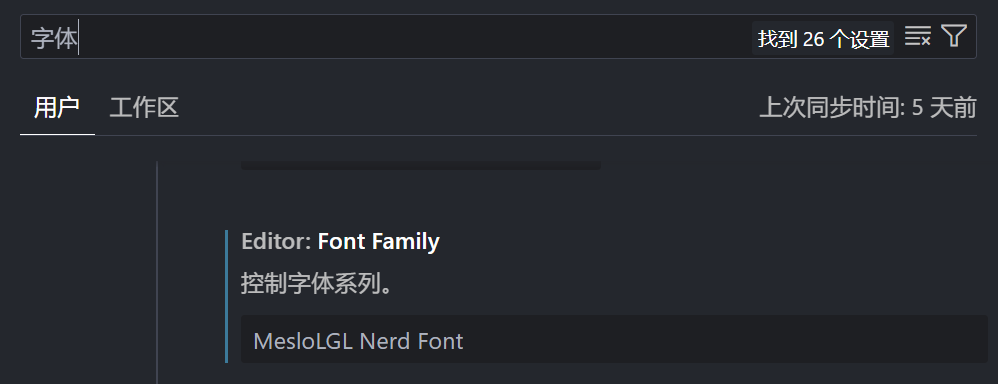 字体 找到 26 个设置
用户 工作区 上次同步时间: 5 天前
Editor: Font Family
控制字体系列。
MesloLGL Nerd Font